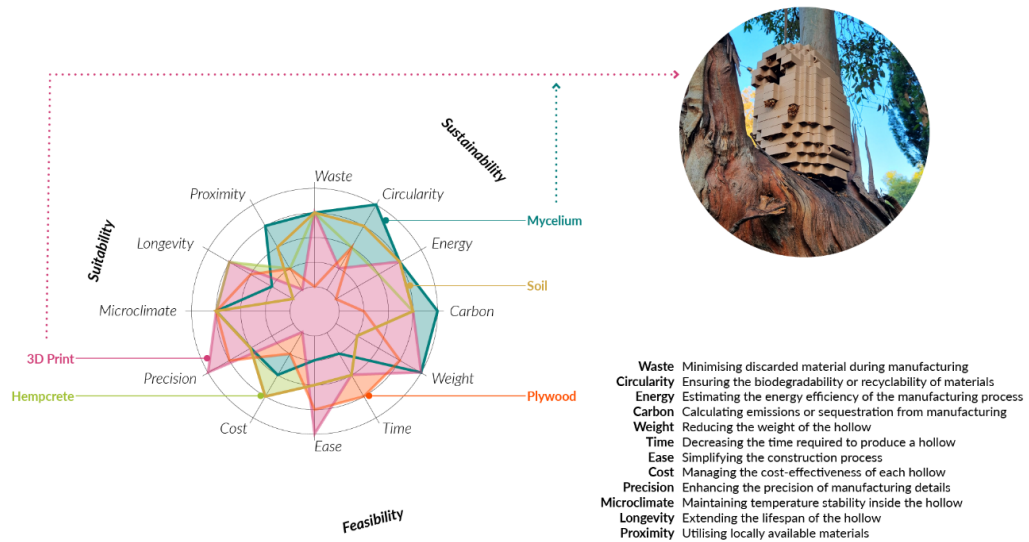 Sustainability
Waste
Proximity
Circularity
Mycelium
Longevity
Energy
Suitability
Soil
Microclimate
Carbon
3D Print
Precision
Weight
Hempcrete
Plywood
Cost
Time
Ease
Feasibility
Waste Minimising discarded material during manufacturing
Circularity Ensuring the biodegradability or recyclability of materials
Energy Estimating the energy efficiency of the manufacturing process
Carbon Calculating emissions or sequestration from manufacturing
Weight Reducing the weight of the hollow
Time Decreasing the time required to produce a hollow
Ease Simplifying the construction process
Cost Managing the cost-effectiveness of each hollow
Precision Enhancing the precision of manufacturing details
Microclimate Maintaining temperature stability inside the hollow
Longevity Extending the lifespan of the hollow
Proximity Utilising locally available materials